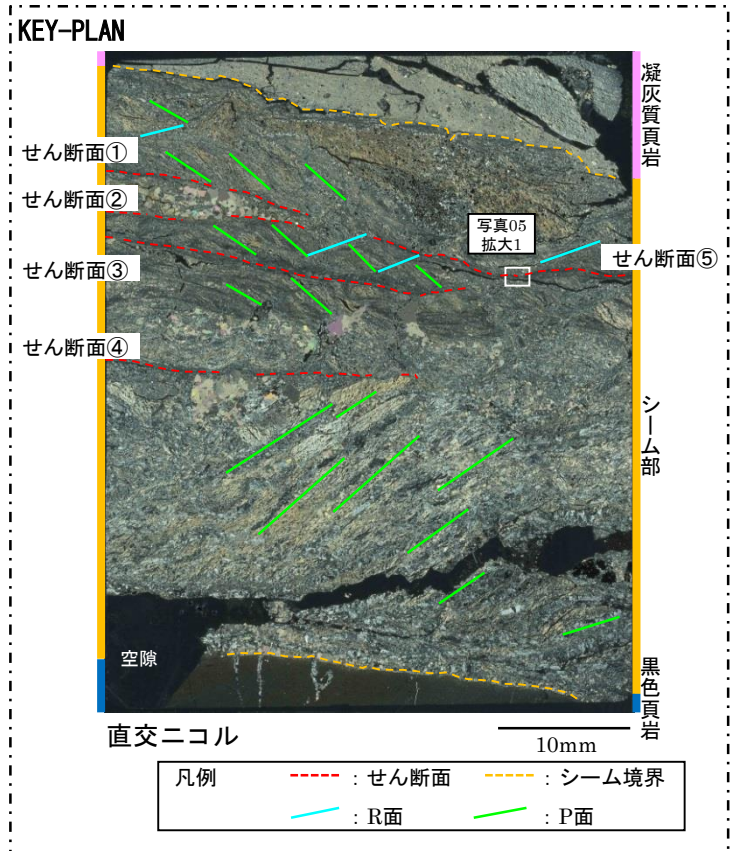 KEY-PLAN
凝灰質頁岩
せん断面①
せん断面②
写真05
拡大1
せん断面③
せん断面⑤
せん断面④
シーム部
空隙
黒色頁岩
直交ニコル
10mm
凡例
：せん断面
：シーム境界
：R面
：P面